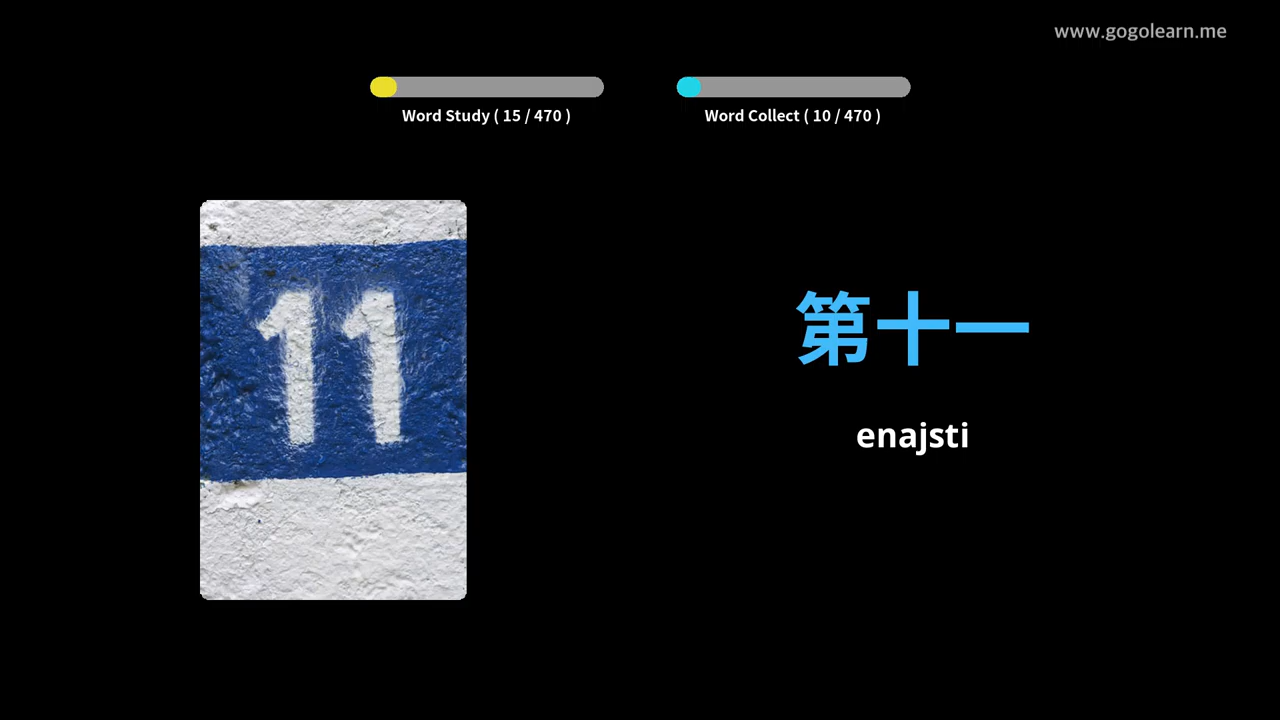 www.gogolearn.me
Word Study ( 15 / 470 )
Word Collect ( 10 / 470 )
11
第十一
enajsti